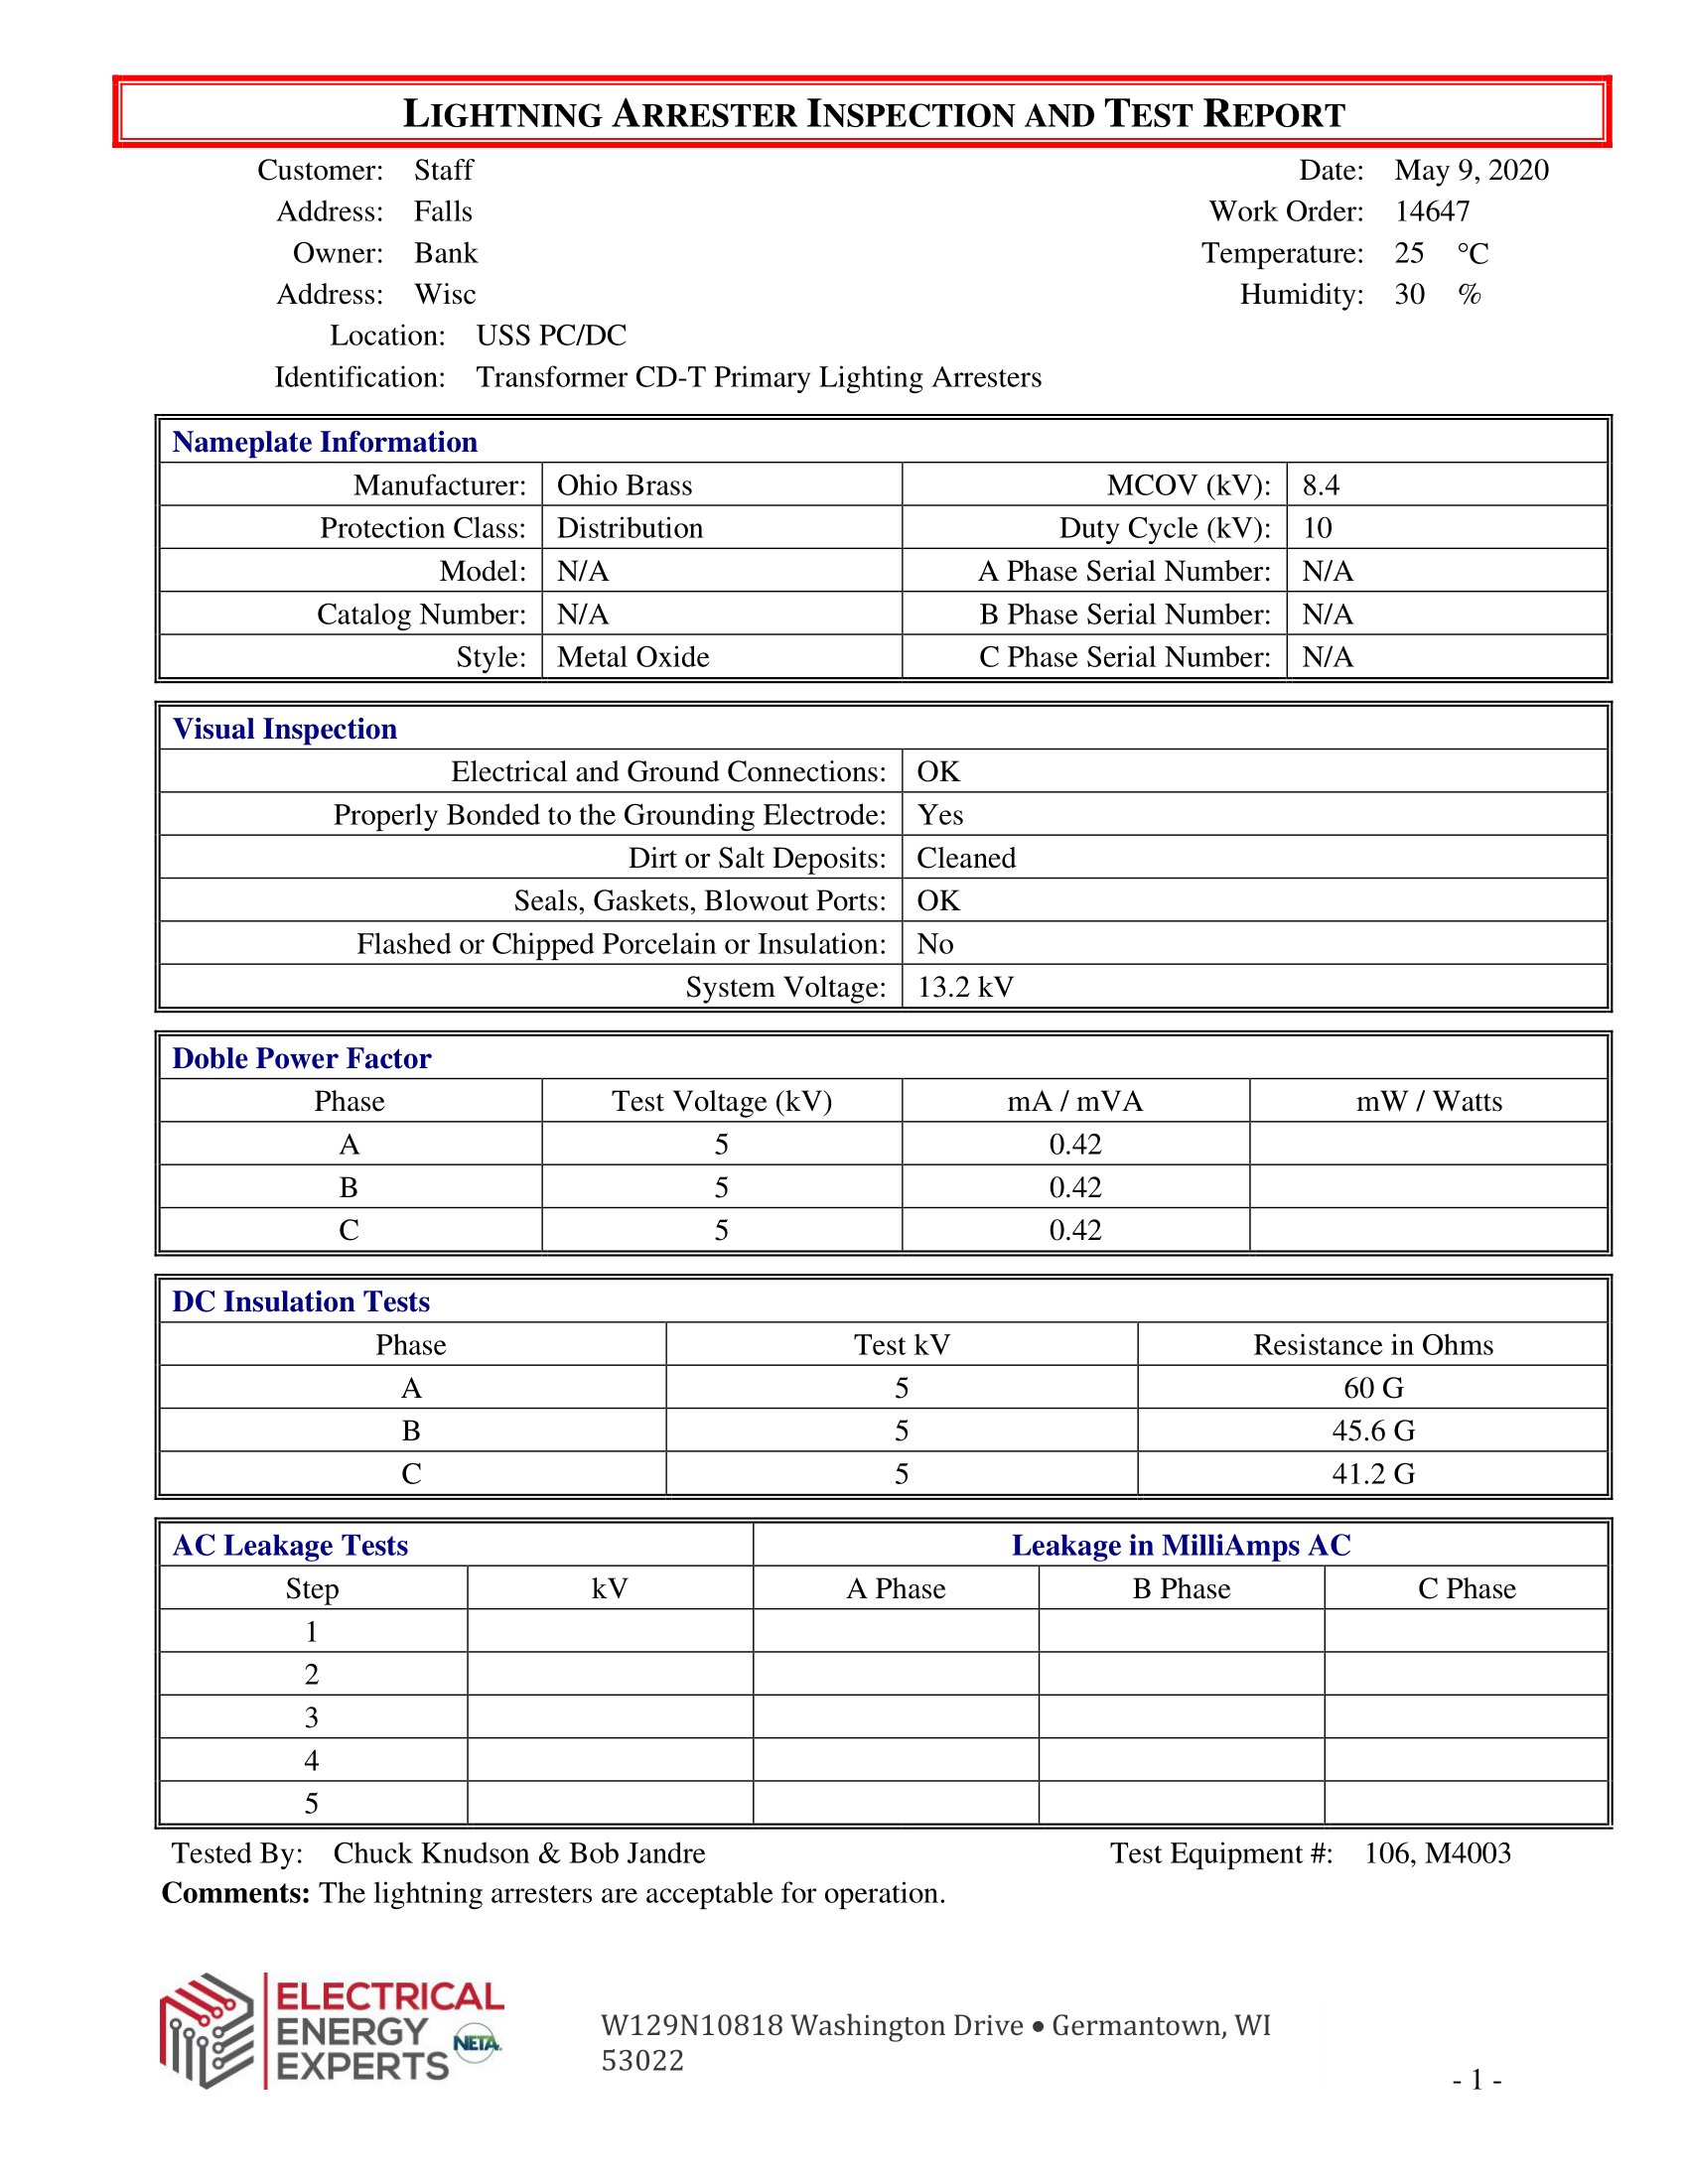 LIGHTNING ARRESTER INSPECTION AND TEST REPORT
Customer: Staff Date: May 9, 2020
Address: Falls Work Order: 14647
Owner: Bank Temperature: 25 °C
Address: Wisc Humidity: 30 %
Location: USS PC/DC
Identification: Transformer CD-T Primary Lighting Arresters
Nameplate Information
Manufacturer: Ohio Brass MCOV (kV): 8.4
Protection Class: Distribution Duty Cycle (kV): 10
Model: N/A A Phase Serial Number: N/A
Catalog Number: N/A B Phase Serial Number: N/A
Style: Metal Oxide C Phase Serial Number: N/A
Visual Inspection
Electrical and Ground Connections: OK
Properly Bonded to the Grounding Electrode: Yes
Dirt or Salt Deposits: Cleaned
Seals, Gaskets, Blowout Ports: OK
Flashed or Chipped Porcelain or Insulation: No
System Voltage: 13.2 kV
Doble Power Factor
Phase Test Voltage (kV) mA / mVA mW / Watts
A 5 0.42
B 5 0.42
C 5 0.42
DC Insulation Tests
Phase Test kV Resistance in Ohms
A 5 60 G
B 5 45.6 G
C 5 41.2 G
AC Leakage Tests Leakage in MilliAmps AC
Step kV A Phase B Phase C Phase
1
2
3
4
5
Tested By: Chuck Knudson & Bob Jandre Test Equipment #: 106, M4003
Comments: The lightning arresters are acceptable for operation.
ELECTRICAL
ENERGY
EXPERTS
NETA
W129N10818 Washington Drive • Germantown, WI
53022
- 1 -